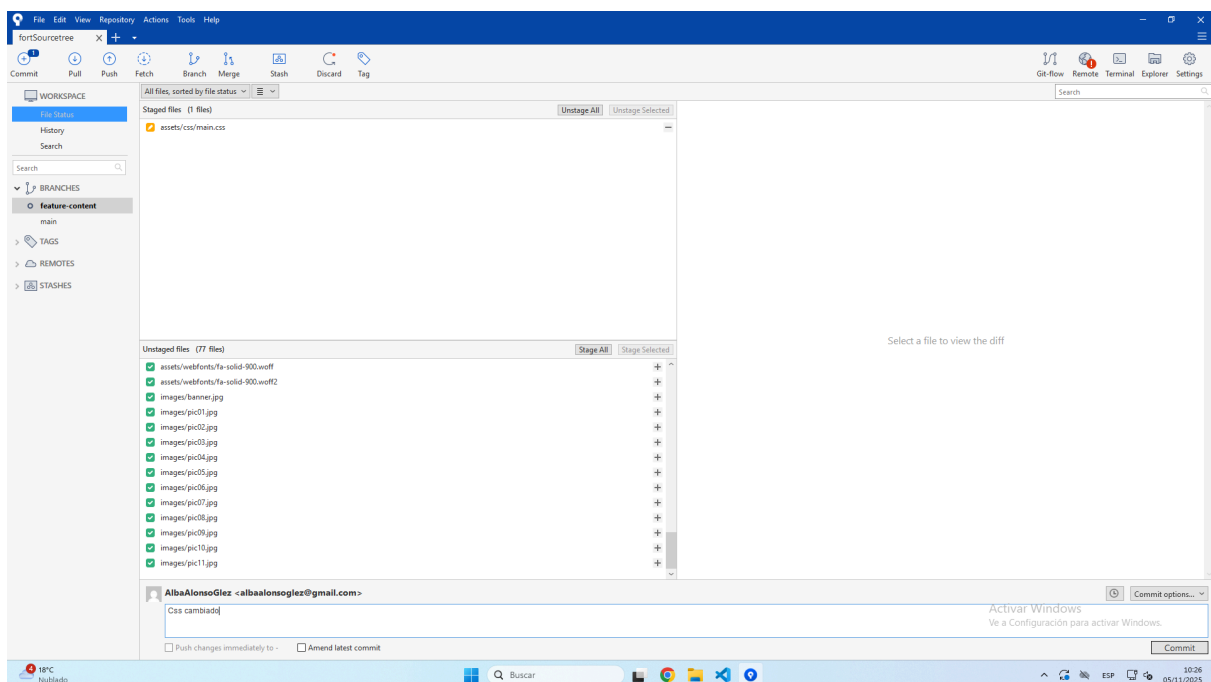 File Edit View Repository Actions Tools Help
fortSourcetree
1
Commit Pull Push Fetch Branch Merge Stash Discard Tag Git-flow Remote Terminal Explorer Settings
WORKSPACE
All files, sorted by file status
Search
File Status
Staged files (1 files)
Unstage All Unstage Selected
History
assets/css/main.css
Search
Search
BRANCHES
feature-content
main
TAGS
REMOTES
STASHES
Select a file to view the diff
Unstaged files (77 files)
Stage All Stage Selected
assets/webfonts/fa-solid-900.woff
assets/webfonts/fa-solid-900.woff2
images/banner.jpg
images/pic01.jpg
images/pic02.jpg
images/pic03.jpg
images/pic04.jpg
images/pic05.jpg
images/pic06.jpg
images/pic07.jpg
images/pic08.jpg
images/pic09.jpg
images/pic10.jpg
images/pic11.jpg
AlbaAlonsoGlez <albaalonsoglez@gmail.com>
Commit options...
Css cambiado
Activar Windows
Ve a Configuración para activar Windows.
Push changes immediately to -
Amend latest commit
Commit
4
18°C
Nublado
Buscar
ESP
10:26
05/11/2025